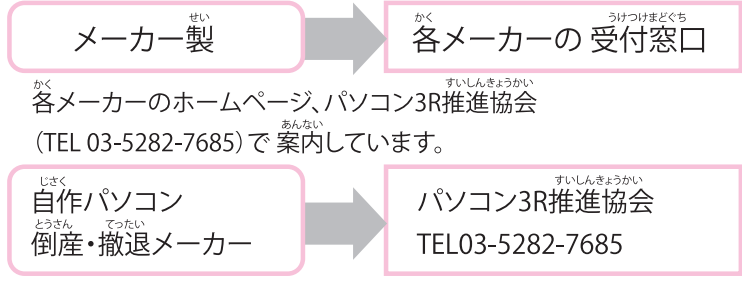 メーカー製
各メーカーの 受付窓口
各メーカーのホームページ、パソコン3R推進協会
（TEL 03-5282-7685）で 案内しています。
自作パソコン
倒産・撤退メーカー
パソコン3R推進協会
TEL03-5282-7685
せい
かく
うけつけまどぐち
かく
すいしんきょうかい
あんない
じさく
とうさん
てったい
すいしんきょうかい